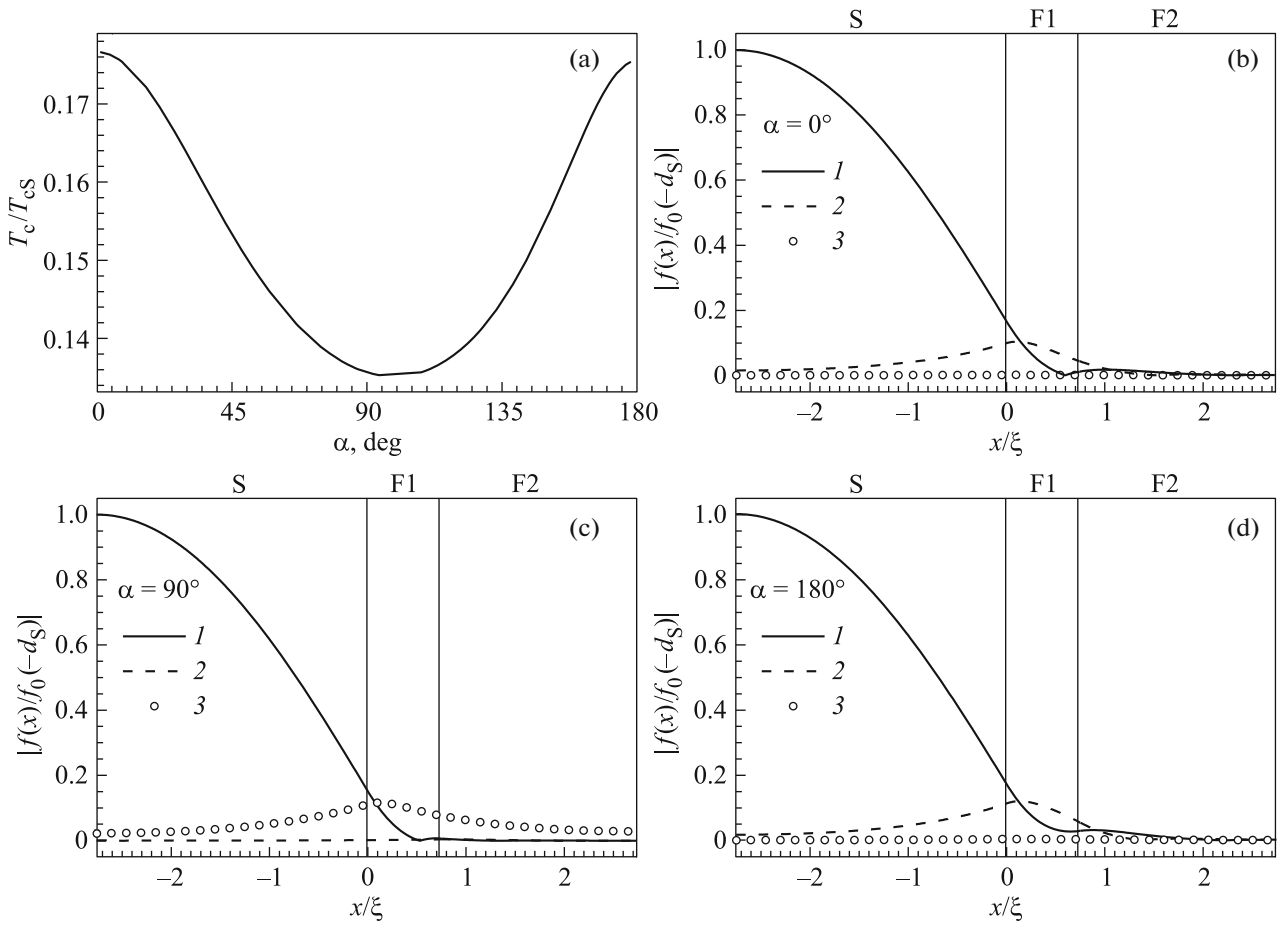 (a)
0.17
0.16
0.15
0.14
T_c/T_cS
0 45 90 135 180
α, deg
S F1 F2
(b)
1.0
0.8
0.6
0.4
0.2
0
|f(x)/f_0(–d_S)|
α = 0°
1
2
3
–2 –1 0 1 2
x/ξ
S F1 F2
(c)
1.0
0.8
0.6
0.4
0.2
0
|f(x)/f_0(–d_S)|
α = 90°
1
2
3
–2 –1 0 1 2
x/ξ
S F1 F2
(d)
1.0
0.8
0.6
0.4
0.2
0
|f(x)/f_0(–d_S)|
α = 180°
1
2
3
–2 –1 0 1 2
x/ξ